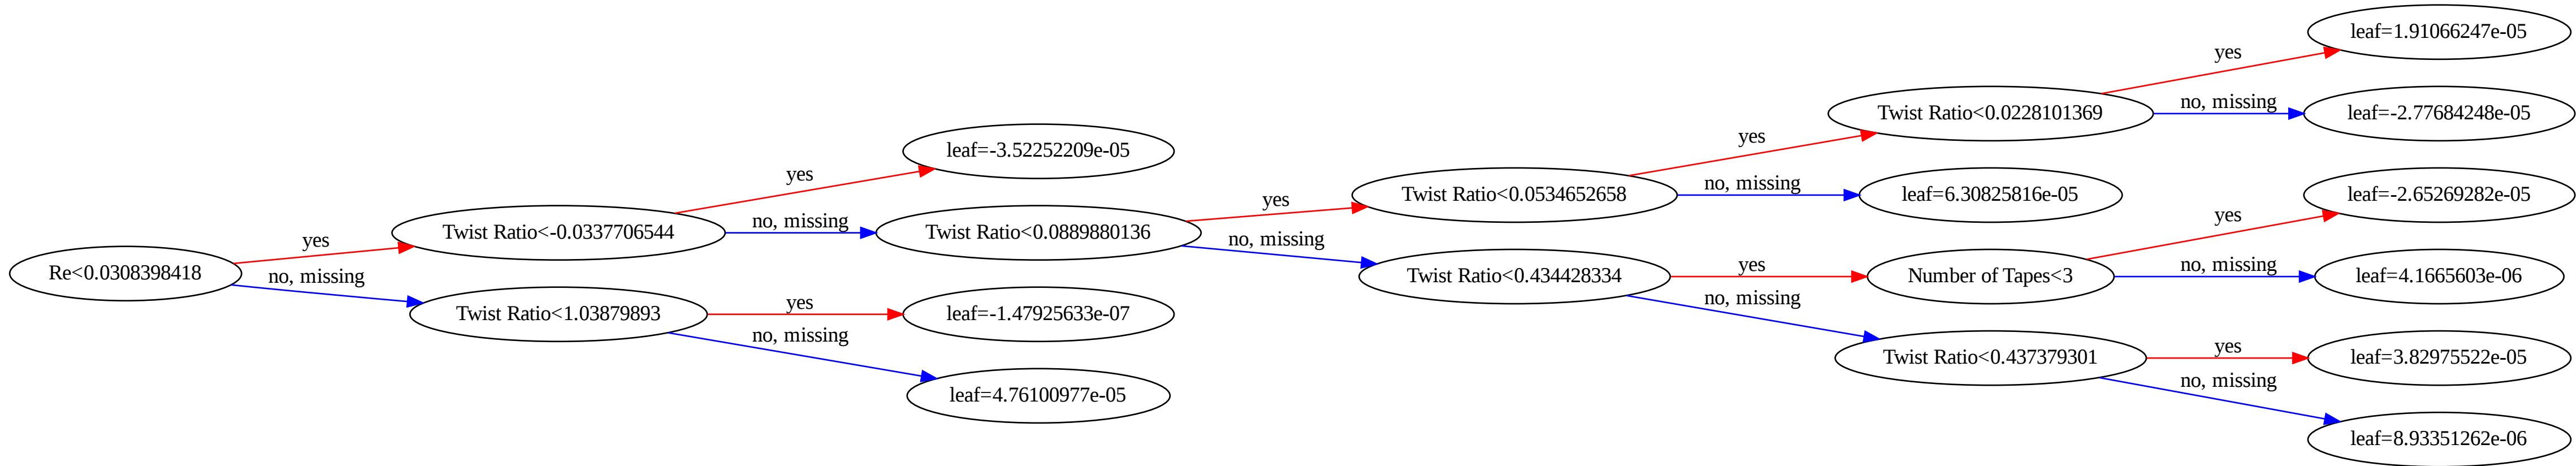 Re<0.0308398418
yes
no, missing
Twist Ratio<-0.0337706544
Twist Ratio<1.03879893
yes
no, missing
yes
no, missing
leaf=-3.52252209e-05
Twist Ratio<0.0889880136
leaf=-1.47925633e-07
leaf=4.76100977e-05
yes
no, missing
Twist Ratio<0.0534652658
Twist Ratio<0.434428334
yes
no, missing
yes
no, missing
Twist Ratio<0.0228101369
leaf=6.30825816e-05
Number of Tapes<3
Twist Ratio<0.437379301
yes
no, missing
yes
no, missing
yes
no, missing
leaf=1.91066247e-05
leaf=-2.77684248e-05
leaf=-2.65269282e-05
leaf=4.1665603e-06
leaf=3.82975522e-05
leaf=8.93351262e-06